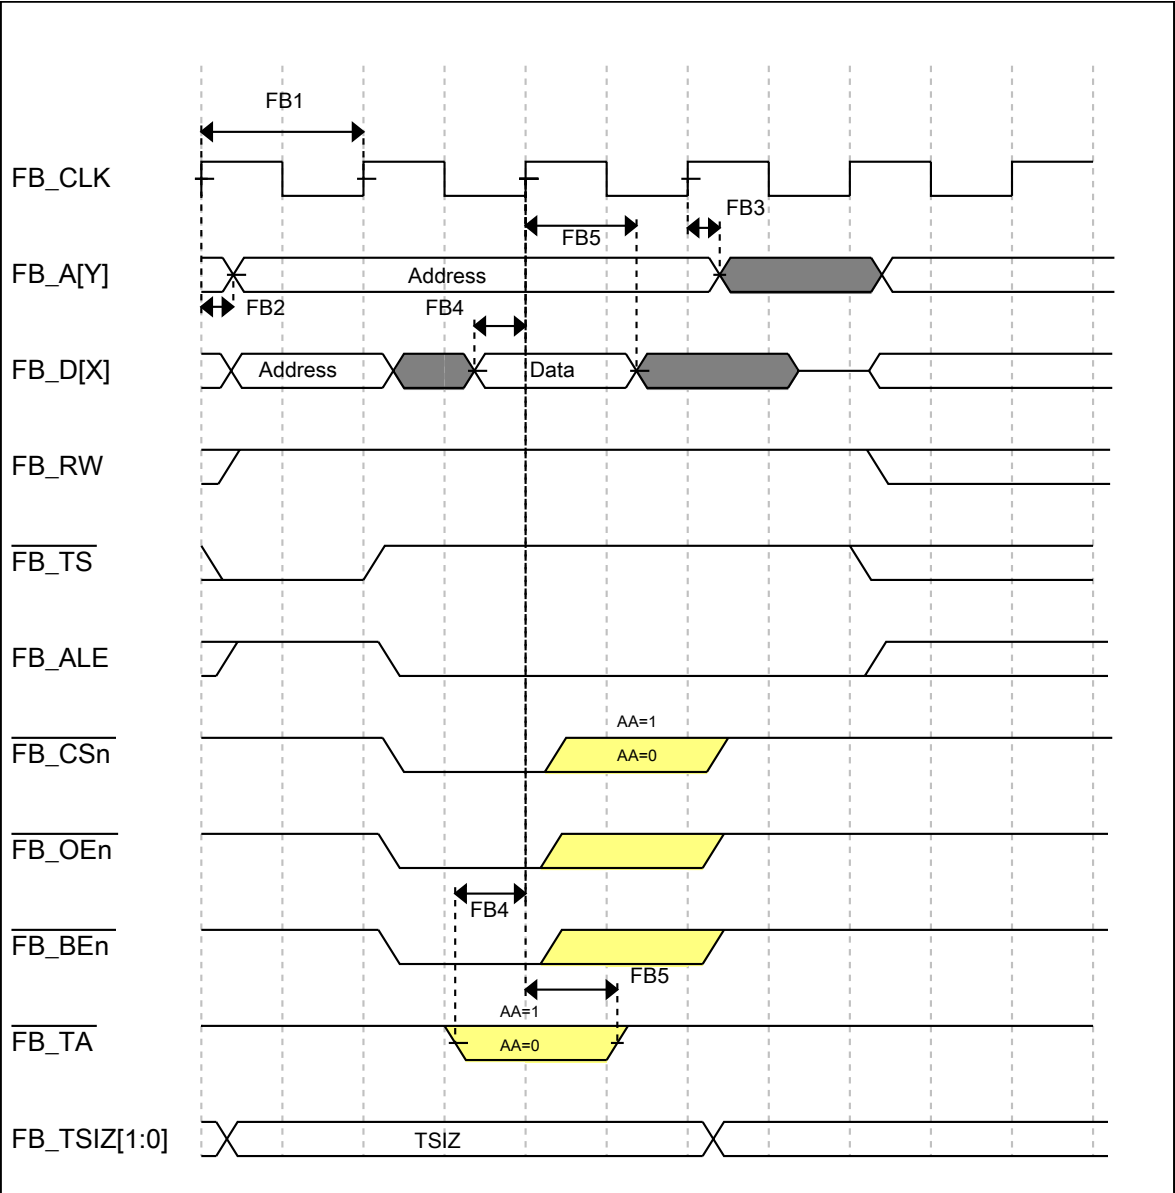 FB1
FB_CLK
FB3
FB5
FB_A[Y]
Address
FB2
FB4
FB_D[X]
Address
Data
FB_RW
FB_TS
FB_ALE
AA=1
FB_CSn
AA=0
FB_OEn
FB4
FB_BEn
FB5
AA=1
FB_TA
AA=0
FB_TSIZ[1:0]
TSIZ